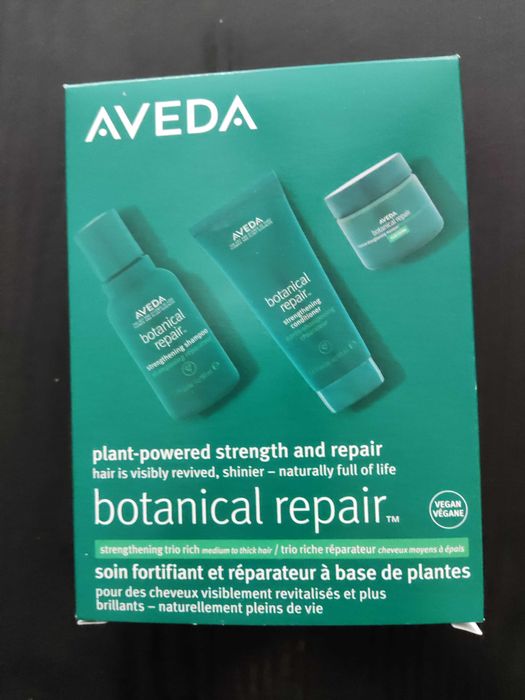 AVEDA
AVEDA
botanical repair
AVEDA
botanical
repair™
strengthening
conditioner
AVEDA
botanical
repair™
strengthening shampoo
plant-powered strength and repair
hair is visibly revived, shinier – naturally full of life
botanical repair™
VEGAN
VÉGANE
strengthening trio rich medium to thick hair / trio riche réparateur cheveux moyens à épais
soin fortifiant et réparateur à base de plantes
pour des cheveux visiblement revitalisés et plus
brillants – naturellement pleins de vie